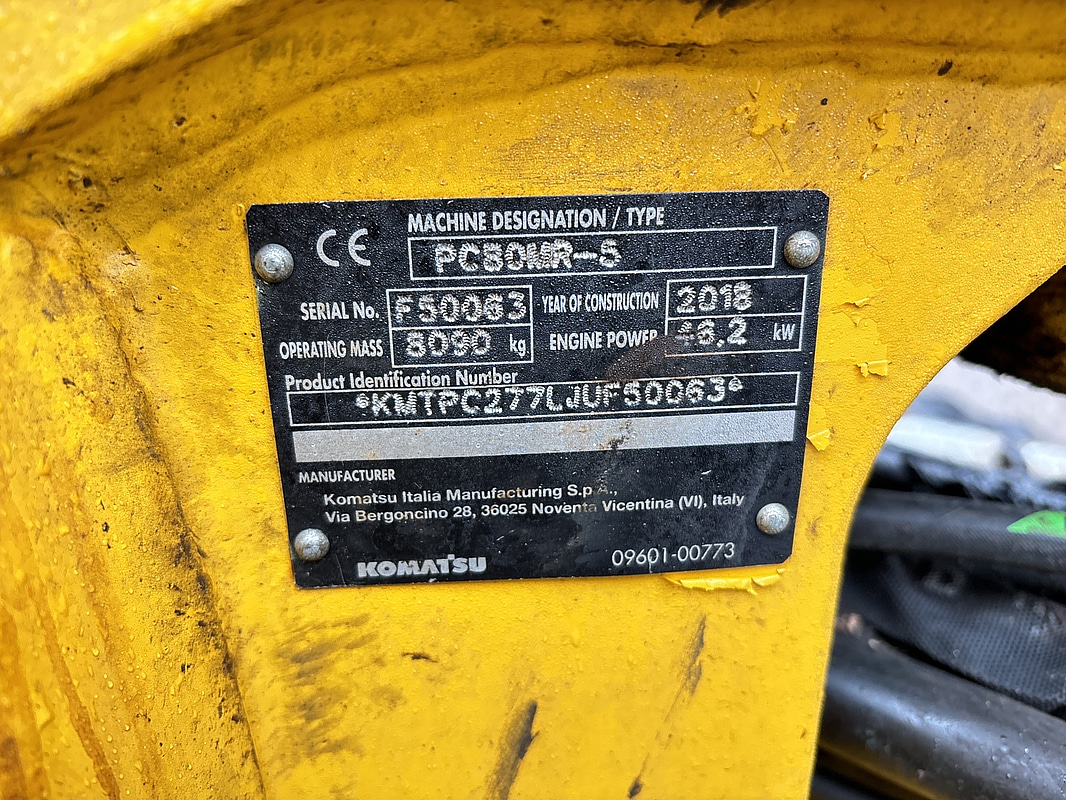 CE
MACHINE DESIGNATION / TYPE
PC80MR-5
SERIAL No. F50063 YEAR OF CONSTRUCTION 2018
OPERATING MASS 8090 kg ENGINE POWER 48.2 kW
Product Identification Number
*KMTPC277LJUF50063*
MANUFACTURER
Komatsu Italia Manufacturing S.p.A.,
Via Bergoncino 28, 36025 Noventa Vicentina (VI), Italy
KOMATSU 09601-00773